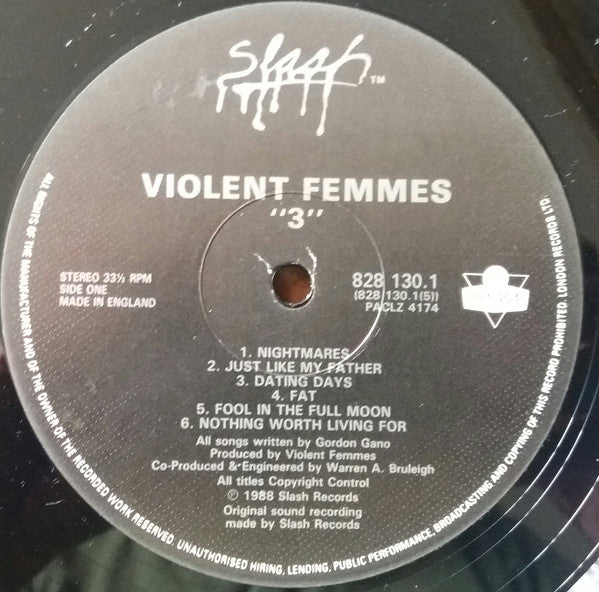 Slash
TM
VIOLENT FEMMES
"3"
STEREO 33⅓ RPM
SIDE ONE
MADE IN ENGLAND
828 130.1
(828 130.1(5))
PACLZ 4174
LONDON
1. NIGHTMARES
2. JUST LIKE MY FATHER
3. DATING DAYS
4. FAT
5. FOOL IN THE FULL MOON
6. NOTHING WORTH LIVING FOR
All songs written by Gordon Gano
Produced by Violent Femmes
Co-Produced & Engineered by Warren A. Bruleigh
All titles Copyright Control
℗ 1988 Slash Records
Original sound recording
made by Slash Records
ALL RIGHTS OF THE MANUFACTURER AND OF THE OWNER OF THE RECORDED WORK RESERVED. UNAUTHORISED HIRING, LENDING, PUBLIC PERFORMANCE, BROADCASTING AND COPYING OF THIS RECORD PROHIBITED. LONDON RECORDS LTD.